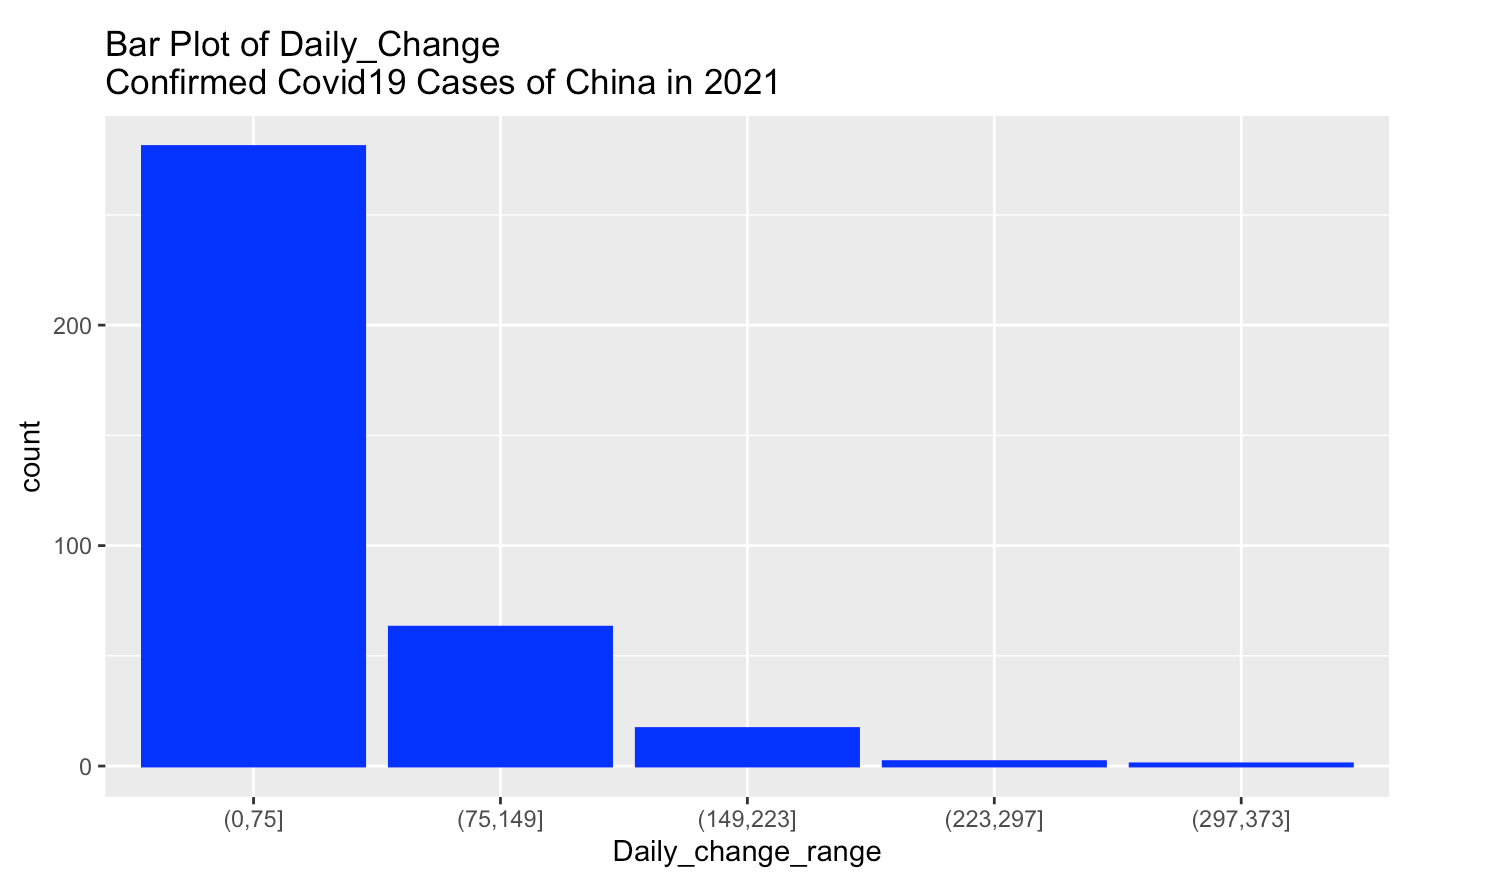 Bar Plot of Daily_Change
Confirmed Covid19 Cases of China in 2021
count
200
100
0
(0,75]
(75,149]
(149,223]
(223,297]
(297,373]
Daily_change_range